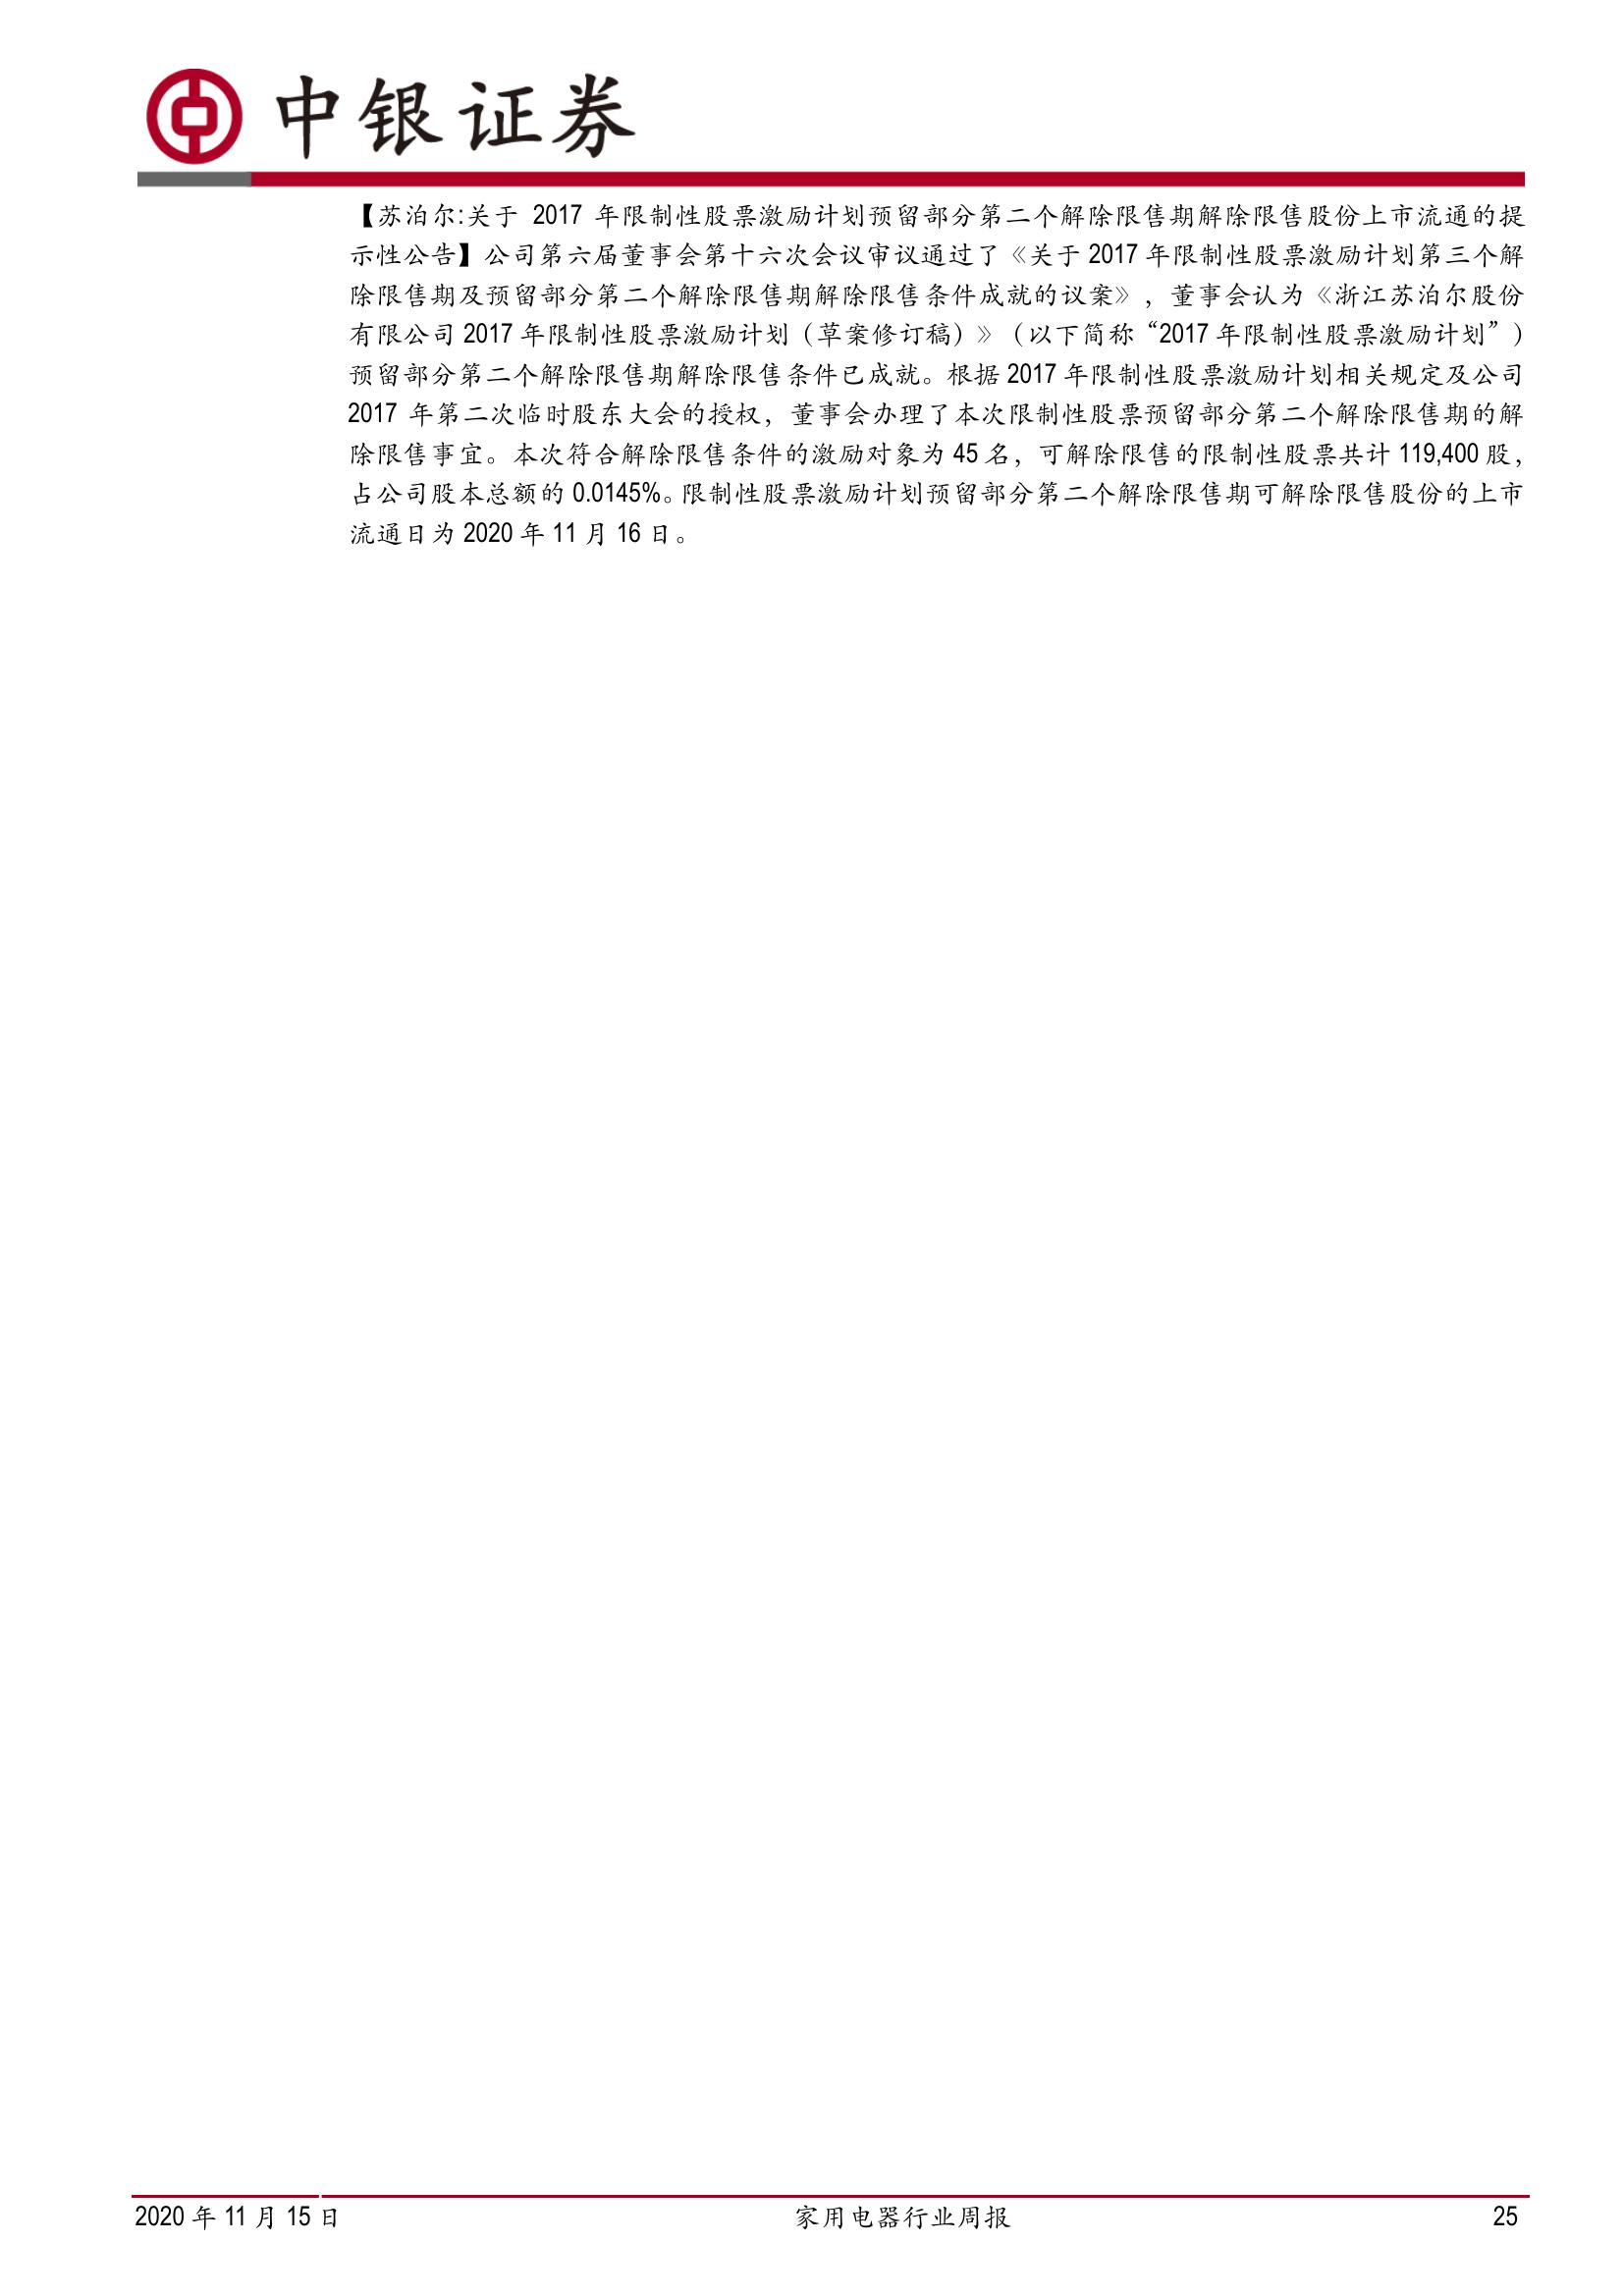 中银证券
【苏泊尔:关于 2017 年限制性股票激励计划预留部分第二个解除限售期解除限售股份上市流通的提
示性公告】公司第六届董事会第十六次会议审议通过了《关于 2017 年限制性股票激励计划第三个解
除限售期及预留部分第二个解除限售期解除限售条件成就的议案》，董事会认为《浙江苏泊尔股份
有限公司 2017 年限制性股票激励计划（草案修订稿）》（以下简称“2017 年限制性股票激励计划”）
预留部分第二个解除限售期解除限售条件已成就。根据 2017 年限制性股票激励计划相关规定及公司
2017 年第二次临时股东大会的授权，董事会办理了本次限制性股票预留部分第二个解除限售期的解
除限售事宜。本次符合解除限售条件的激励对象为 45 名，可解除限售的限制性股票共计 119,400 股，
占公司股本总额的 0.0145%。限制性股票激励计划预留部分第二个解除限售期可解除限售股份的上市
流通日为 2020 年 11 月 16 日。
2020 年 11 月 15 日 家用电器行业周报 25